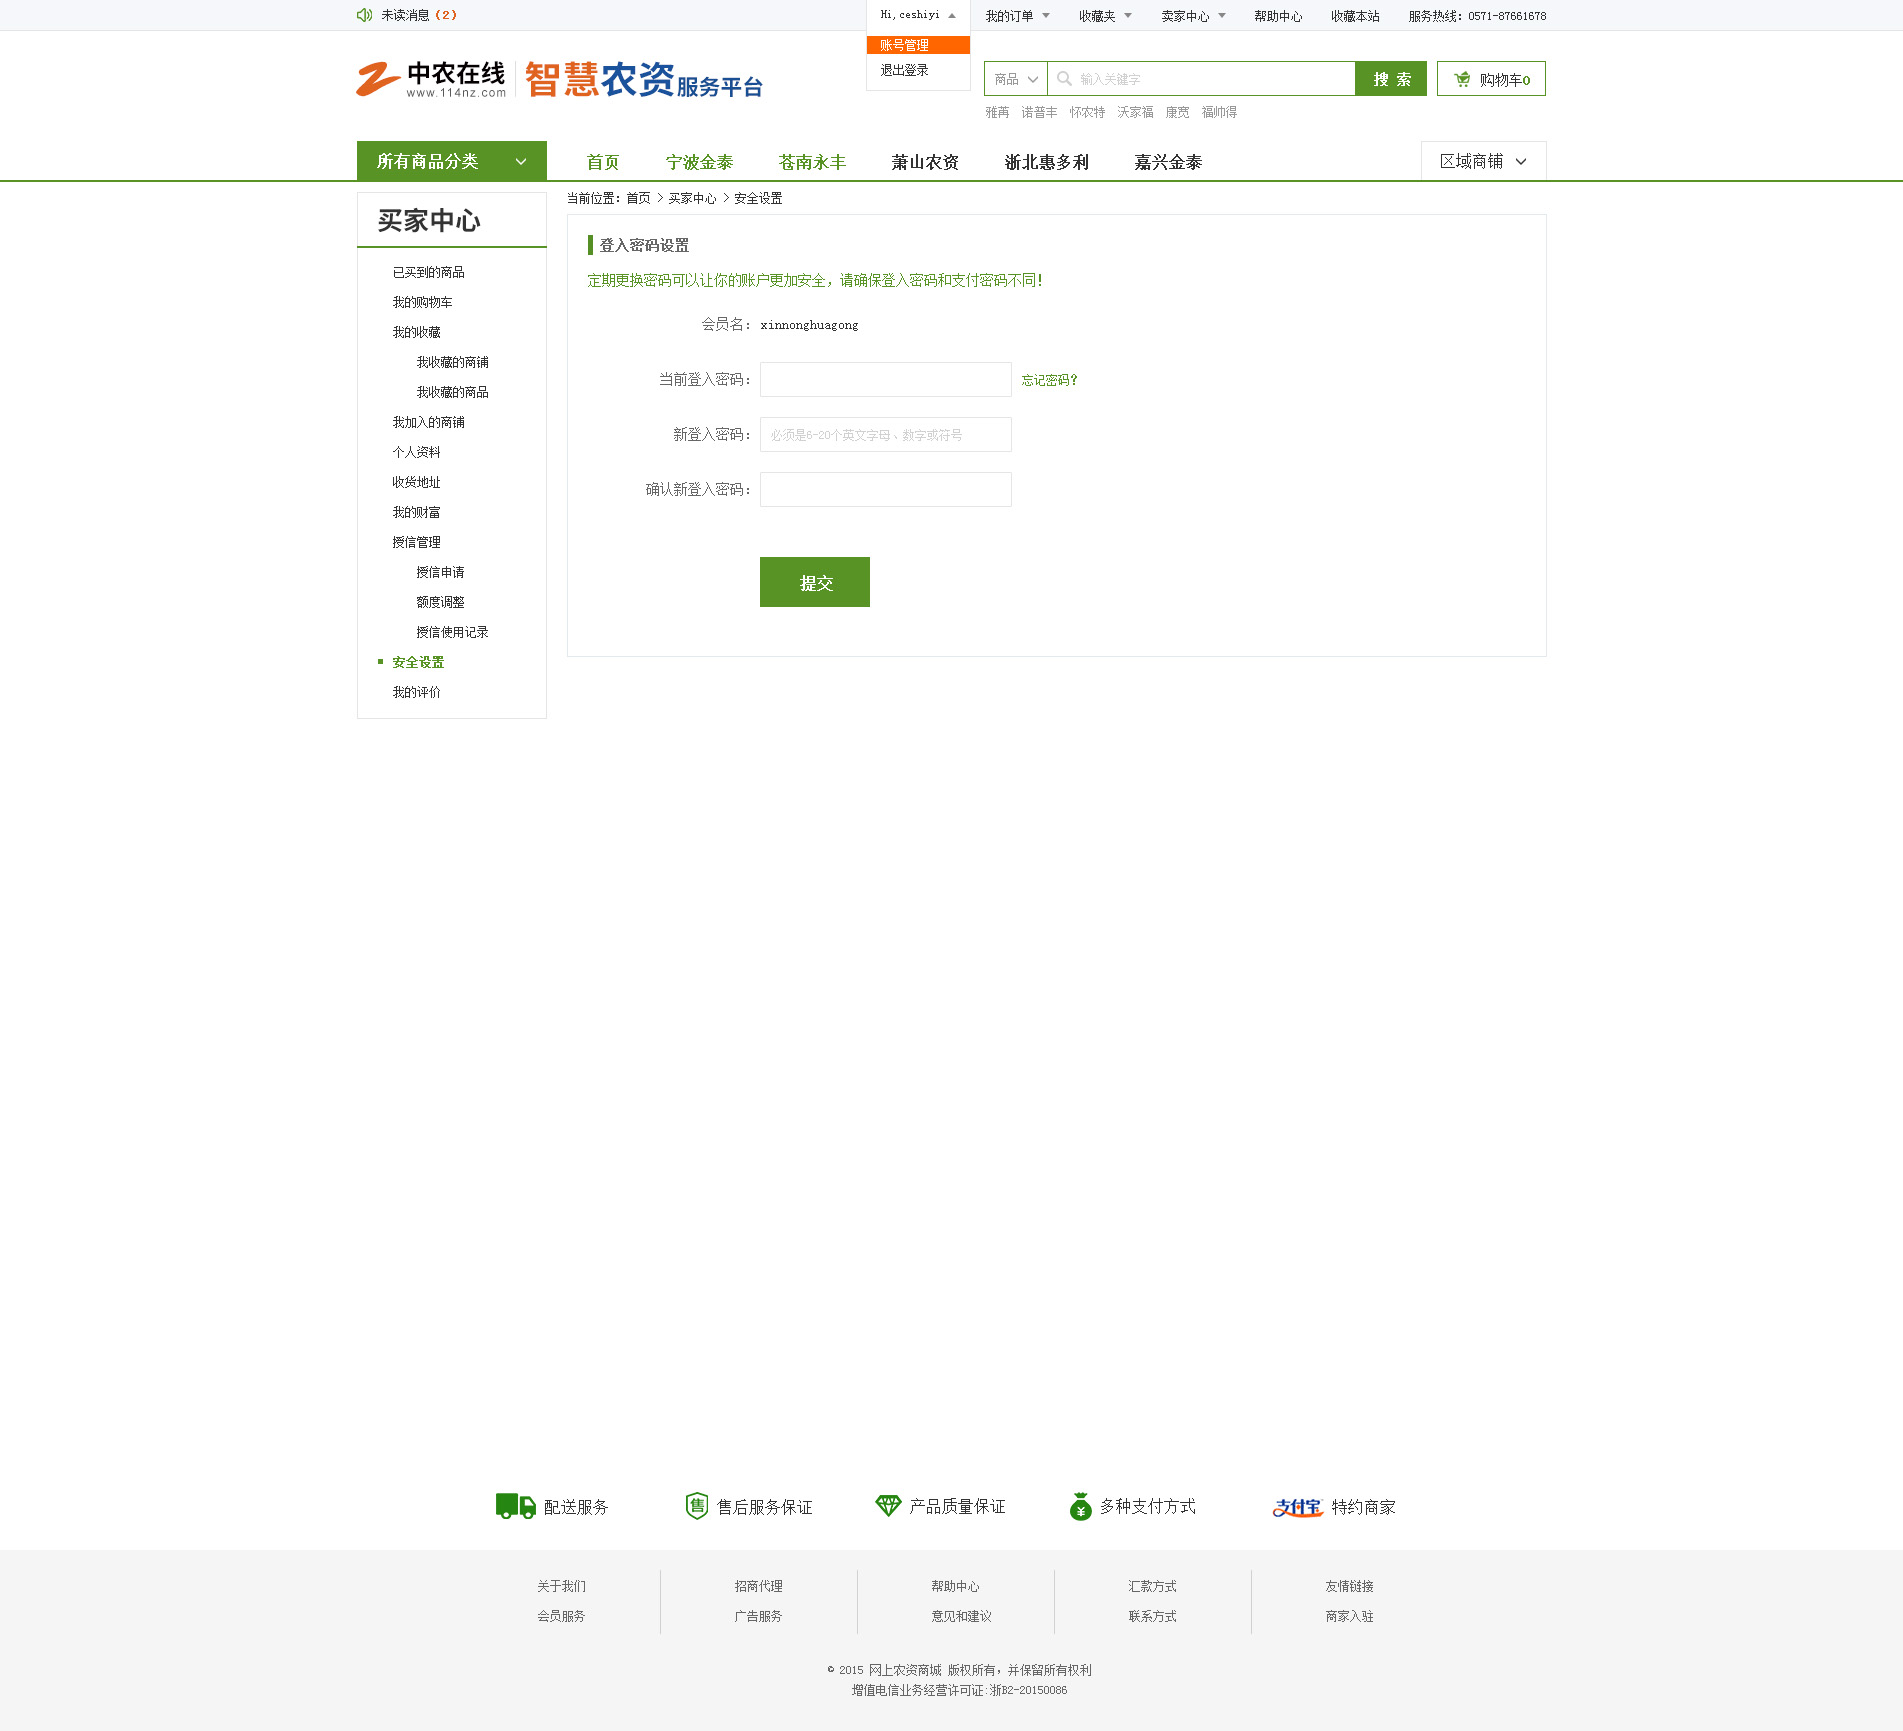 未读消息（2）
Hi,ceshiyi
我的订单 收藏夹 卖家中心 帮助中心 收藏本站 服务热线：0571-87661678
账号管理
退出登录
中农在线
www.114nz.com
智慧农资服务平台
商品 输入关键字 搜 索 购物车0
雅苒 诺普丰 怀农特 沃家福 康宽 福帅得
所有商品分类 首页 宁波金泰 苍南永丰 萧山农资 浙北惠多利 嘉兴金泰 区域商铺
当前位置：首页 > 买家中心 > 安全设置
买家中心
已买到的商品
我的购物车
我的收藏
我收藏的商铺
我收藏的商品
我加入的商铺
个人资料
收货地址
我的财富
授信管理
授信申请
额度调整
授信使用记录
安全设置
我的评价
登入密码设置
定期更换密码可以让你的账户更加安全，请确保登入密码和支付密码不同！
会员名：xinnonghuagong
当前登入密码： 忘记密码？
新登入密码： 必须是6-20个英文字母、数字或符号
确认新登入密码：
提交
配送服务 售 售后服务保证 产品质量保证 ¥ 多种支付方式 支付宝 特约商家
关于我们 招商代理 帮助中心 汇款方式 友情链接
会员服务 广告服务 意见和建议 联系方式 商家入驻
© 2015 网上农资商城 版权所有，并保留所有权利
增值电信业务经营许可证:浙B2-20150086